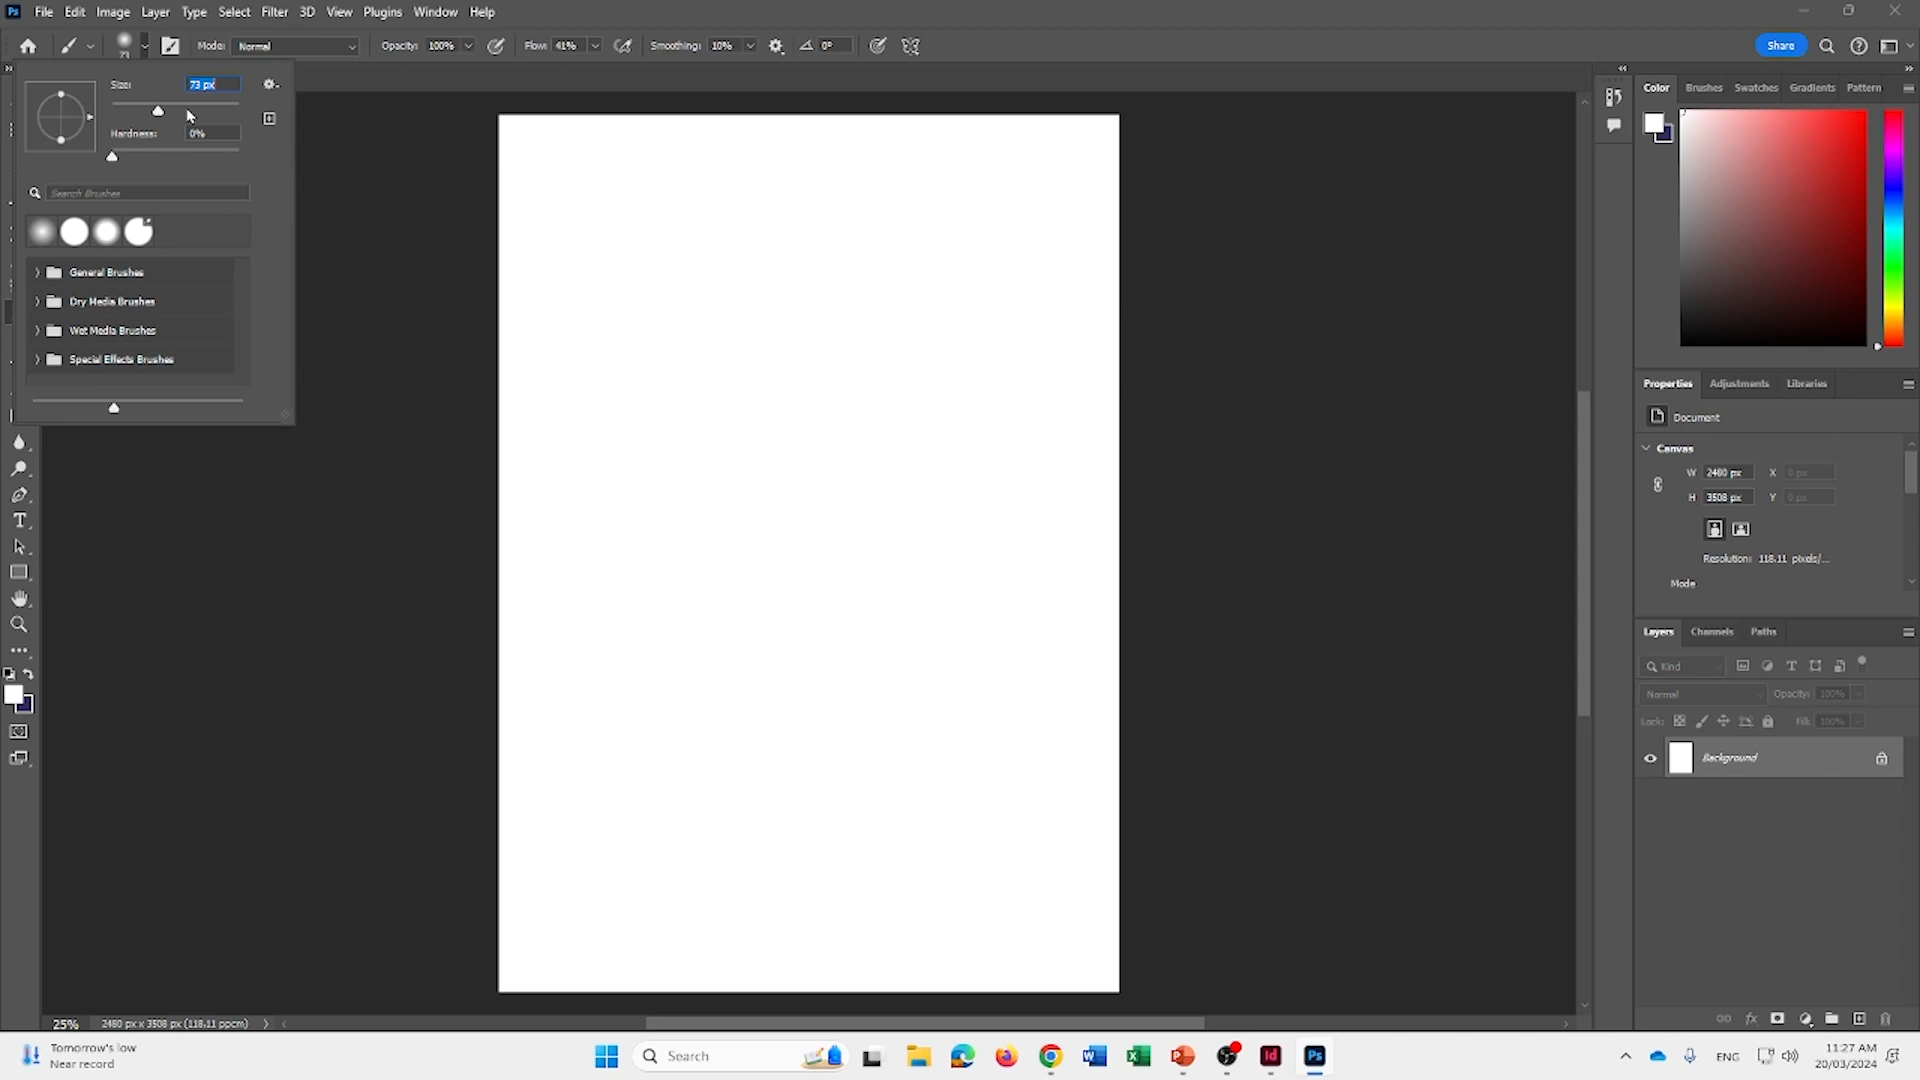 Ps File Edit Image Layer Type Select Filter 3D View Plugins Window Help
73 Mode: Normal Opacity: 100% Flow: 41% Smoothing: 10% 0° Share
Size: 73 px
Hardness: 0%
Search Brushes
General Brushes
Dry Media Brushes
Wet Media Brushes
Special Effects Brushes
Color Brushes Swatches Gradients Pattern
Properties Adjustments Libraries
Document
Canvas
W 2480 px X 0 px
H 3508 px Y 0 px
Resolution: 118.11 pixels/...
Mode
Layers Channels Paths
Kind
Normal Opacity: 100%
Lock: Fill: 100%
Background
25% 2480 px x 3508 px (118.11 ppcm)
Tomorrow's low
Near record
Search
Id Ps
ENG
11:27 AM
20/03/2024